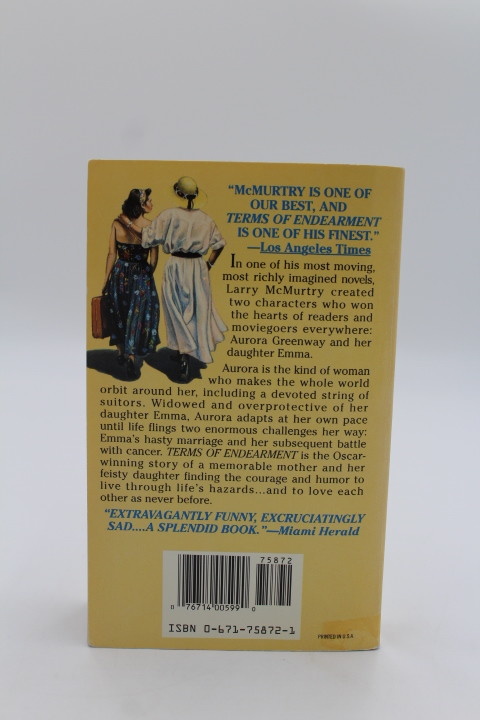 “McMURTRY IS ONE OF
OUR BEST, AND
TERMS OF ENDEARMENT
IS ONE OF HIS FINEST.”
—Los Angeles Times
In one of his most moving,
most richly imagined novels,
Larry McMurtry created
two characters who won
the hearts of readers and
moviegoers everywhere:
Aurora Greenway and her
daughter Emma.
Aurora is the kind of woman
who makes the whole world
orbit around her, including a devoted string of
suitors. Widowed and overprotective of her
daughter Emma, Aurora adapts at her own pace
until life flings two enormous challenges her way:
Emma's hasty marriage and her subsequent battle
with cancer. TERMS OF ENDEARMENT is the Oscar-
winning story of a memorable mother and her
feisty daughter finding the courage and humor to
live through life's hazards...and to love each
other as never before.
“EXTRAVAGANTLY FUNNY, EXCRUCIATINGLY
SAD....A SPLENDID BOOK.”—Miami Herald
75872
0 76714 00599 0
ISBN 0-671-75872-1
PRINTED IN U.S.A.